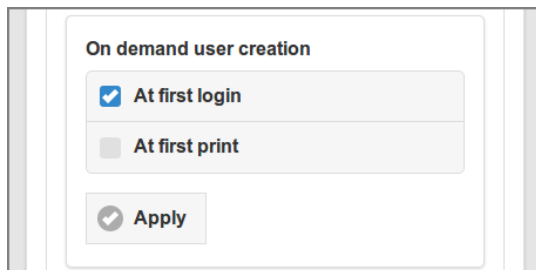 On demand user creation
At first login
At first print
Apply